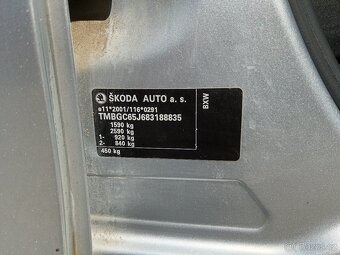 ŠKODA AUTO a. s.
e11*2001/116*0291
TMBGC65J683188835
1590 kg
2590 kg
1- 920 kg
2- 840 kg
450 kg
BXW